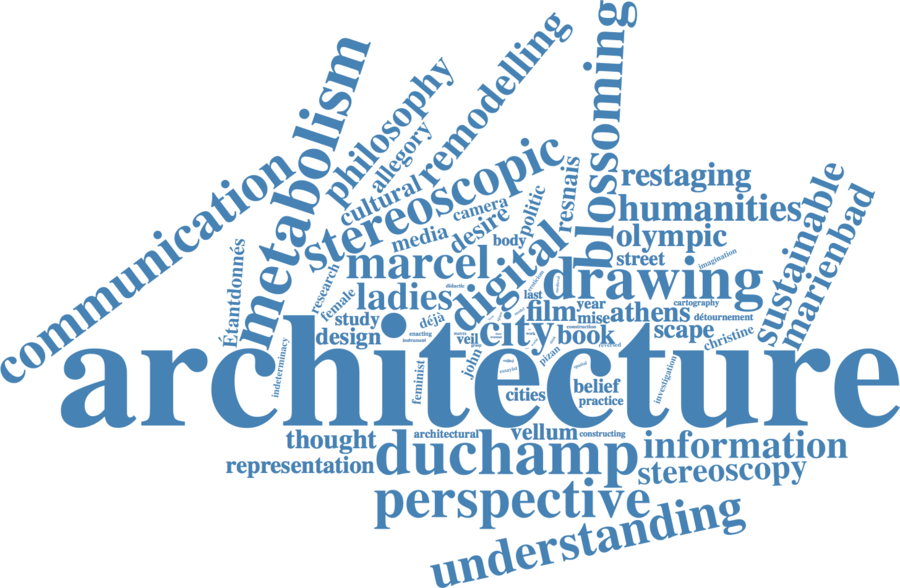 blossoming
remodelling
metabolism
philosophy
allegory
communication
cultural
stereoscopic
resnais
restaging
sustainable
marienbad
camera
politic
humanities
desire
media
body
olympic
Étantdonnés
digital
street
imagination
marcel
drawing
research
female
ladies
didactic
last
film
year
cartography
study
déjà
mise
athens
détournement
design
enacting
instrument
veil
city
construction
book
scape
christine
john
pizan
architecture
indeterminacy
feminist
cities
belief
practice
investigation
thought
architectural
vellum
constructing
duchamp
information
representation
stereoscopy
perspective
understanding